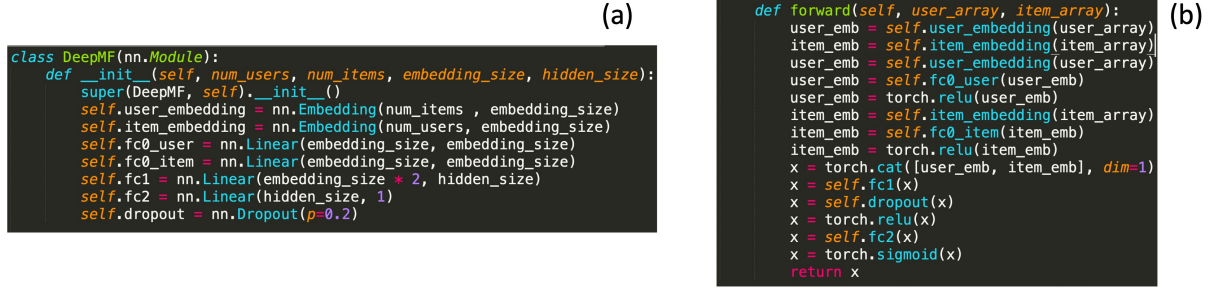 (a)
class DeepMF(nn.Module):
    def __init__(self, num_users, num_items, embedding_size, hidden_size):
        super(DeepMF, self).__init__()
        self.user_embedding = nn.Embedding(num_items , embedding_size)
        self.item_embedding = nn.Embedding(num_users, embedding_size)
        self.fc0_user = nn.Linear(embedding_size, embedding_size)
        self.fc0_item = nn.Linear(embedding_size, embedding_size)
        self.fc1 = nn.Linear(embedding_size * 2, hidden_size)
        self.fc2 = nn.Linear(hidden_size, 1)
        self.dropout = nn.Dropout(p=0.2)
(b)
def forward(self, user_array, item_array):
    user_emb = self.user_embedding(user_array)
    item_emb = self.item_embedding(item_array)
    user_emb = self.user_embedding(user_array)
    user_emb = self.fc0_user(user_emb)
    user_emb = torch.relu(user_emb)
    item_emb = self.item_embedding(item_array)
    item_emb = self.fc0_item(item_emb)
    item_emb = torch.relu(item_emb)
    x = torch.cat([user_emb, item_emb], dim=1)
    x = self.fc1(x)
    x = self.dropout(x)
    x = torch.relu(x)
    x = self.fc2(x)
    x = torch.sigmoid(x)
    return x